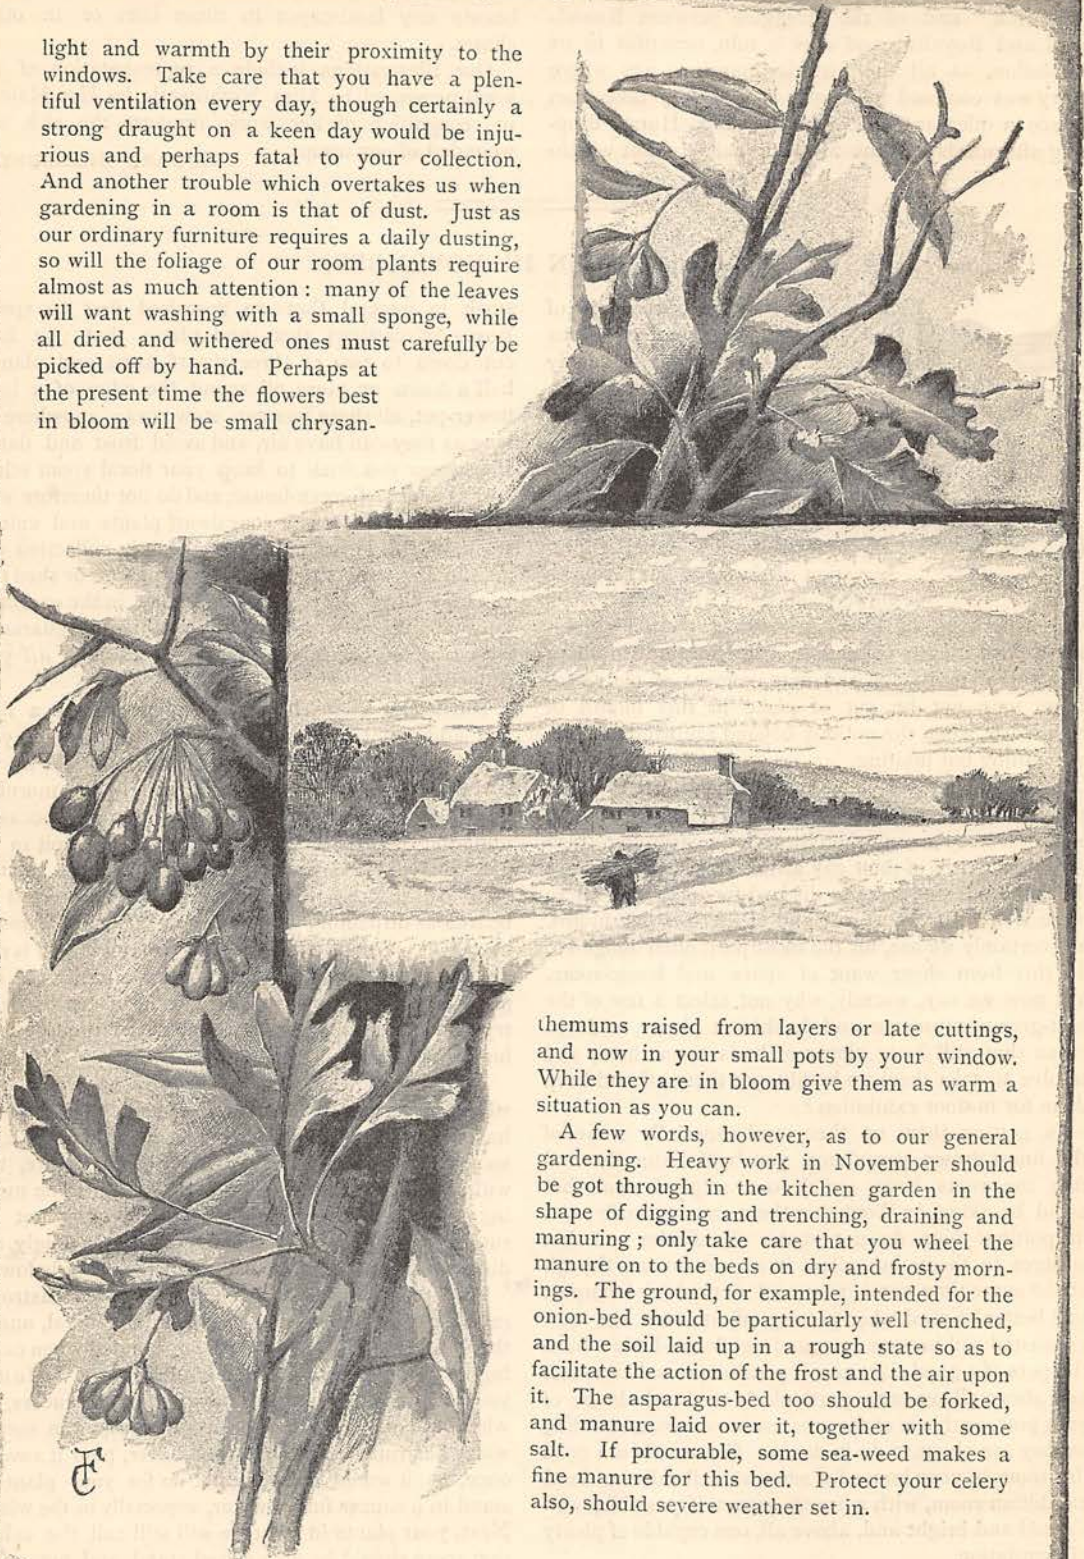 light and warmth by their proximity to the
windows. Take care that you have a plen-
tiful ventilation every day, though certainly a
strong draught on a keen day would be inju-
rious and perhaps fatal to your collection.
And another trouble which overtakes us when
gardening in a room is that of dust. Just as
our ordinary furniture requires a daily dusting,
so will the foliage of our room plants require
almost as much attention : many of the leaves
will want washing with a small sponge, while
all dried and withered ones must carefully be
picked off by hand. Perhaps at
the present time the flowers best
in bloom will be small chrysan-
themums raised from layers or late cuttings,
and now in your small pots by your window.
While they are in bloom give them as warm a
situation as you can.
A few words, however, as to our general
gardening. Heavy work in November should
be got through in the kitchen garden in the
shape of digging and trenching, draining and
manuring ; only take care that you wheel the
manure on to the beds on dry and frosty morn-
ings. The ground, for example, intended for the
onion-bed should be particularly well trenched,
and the soil laid up in a rough state so as to
facilitate the action of the frost and the air upon
it. The asparagus-bed too should be forked,
and manure laid over it, together with some
salt. If procurable, some sea-weed makes a
fine manure for this bed. Protect your celery
also, should severe weather set in.